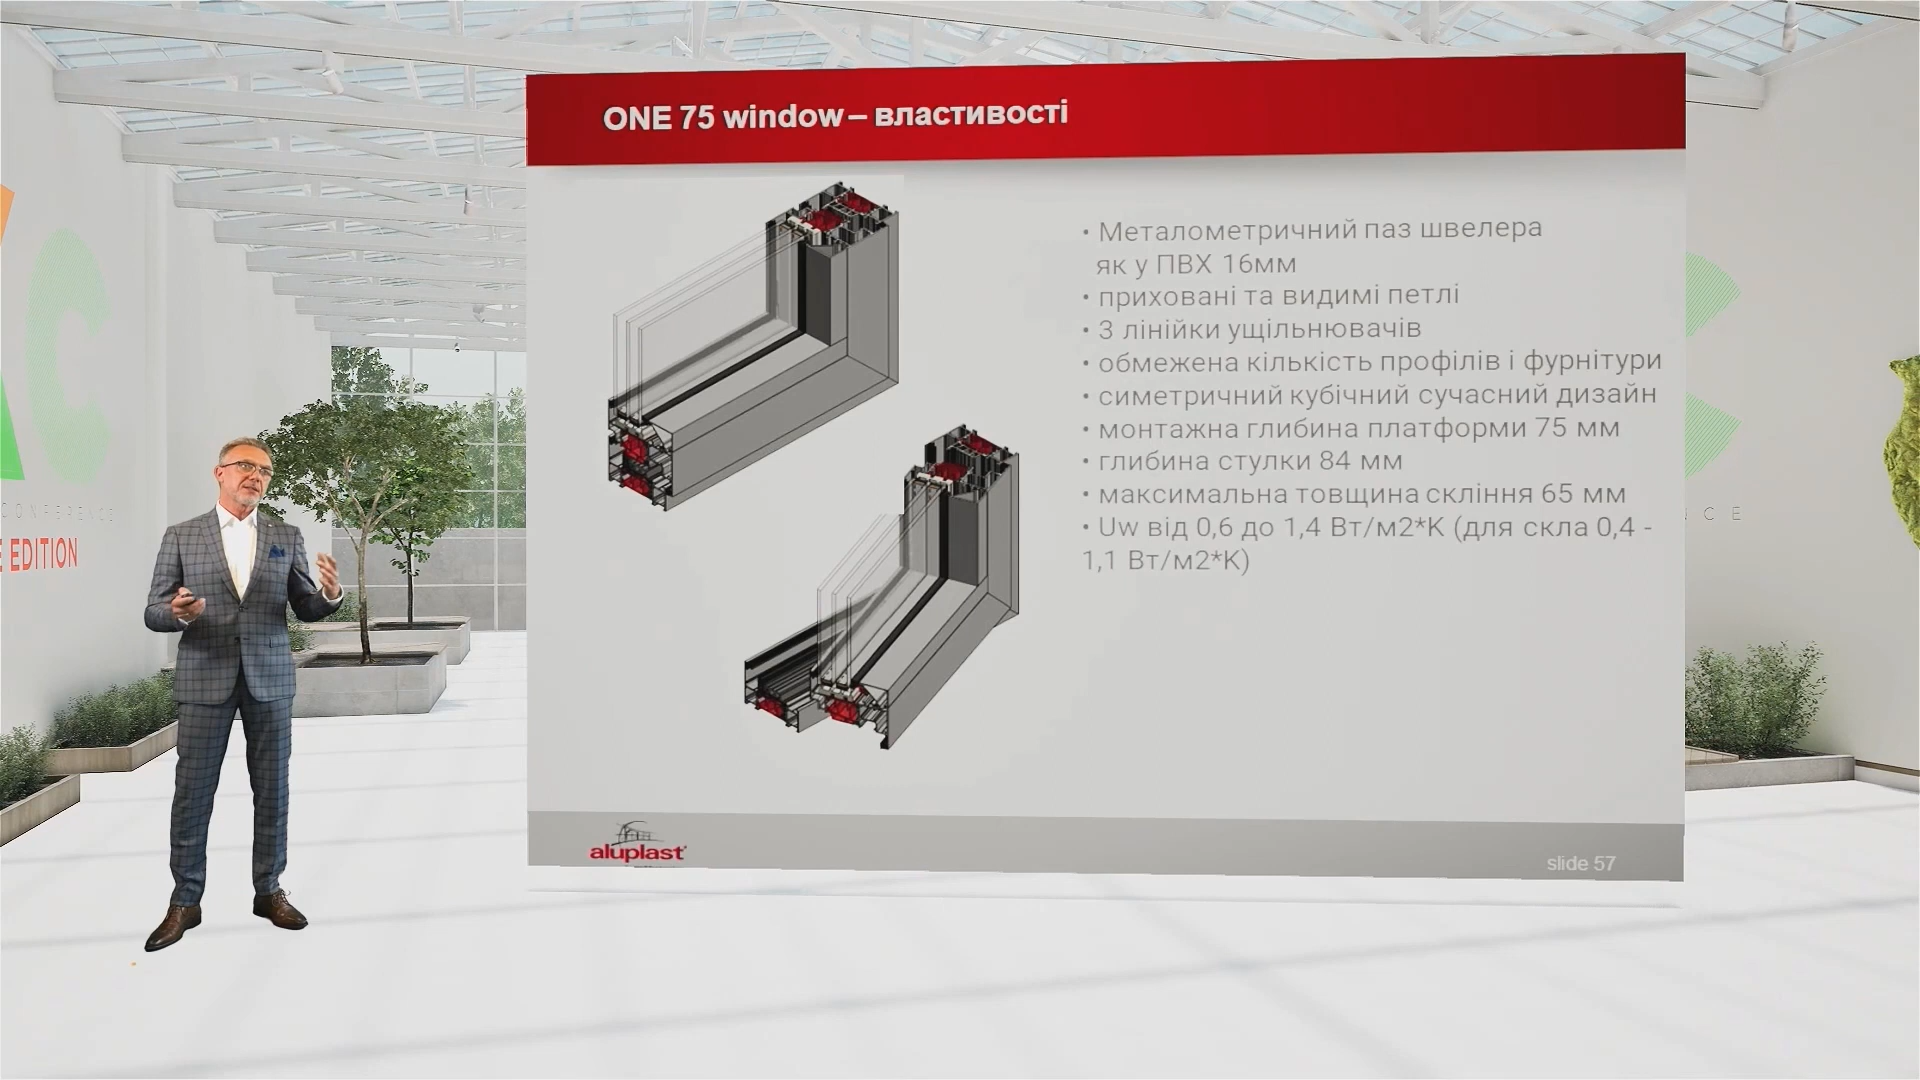 ONE 75 window – властивості
• Металометричний паз швелера
як у ПВХ 16мм
• приховані та видимі петлі
• 3 лінійки ущільнювачів
• обмежена кількість профілів і фурнітури
• симетричний кубічний сучасний дизайн
• монтажна глибина платформи 75 мм
• глибина стулки 84 мм
• максимальна товщина скління 65 мм
• Uw від 0,6 до 1,4 Вт/м2*K (для скла 0,4 -
1,1 Вт/м2*K)
aluplast
slide 57
C
CONFERENCE
EDITION